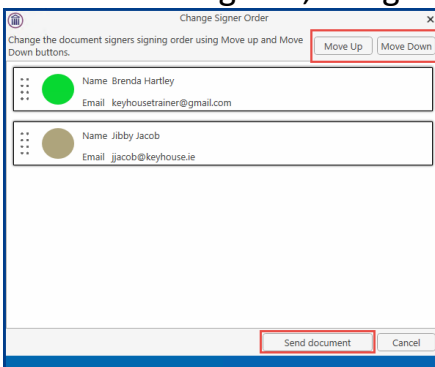 Change Signer Order
Change the document signers signing order using Move up and Move
Down buttons.
Move Up
Move Down
Name Brenda Hartley
Email keyhousetrainer@gmail.com
Name Jibby Jacob
Email jjacob@keyhouse.ie
Send document
Cancel